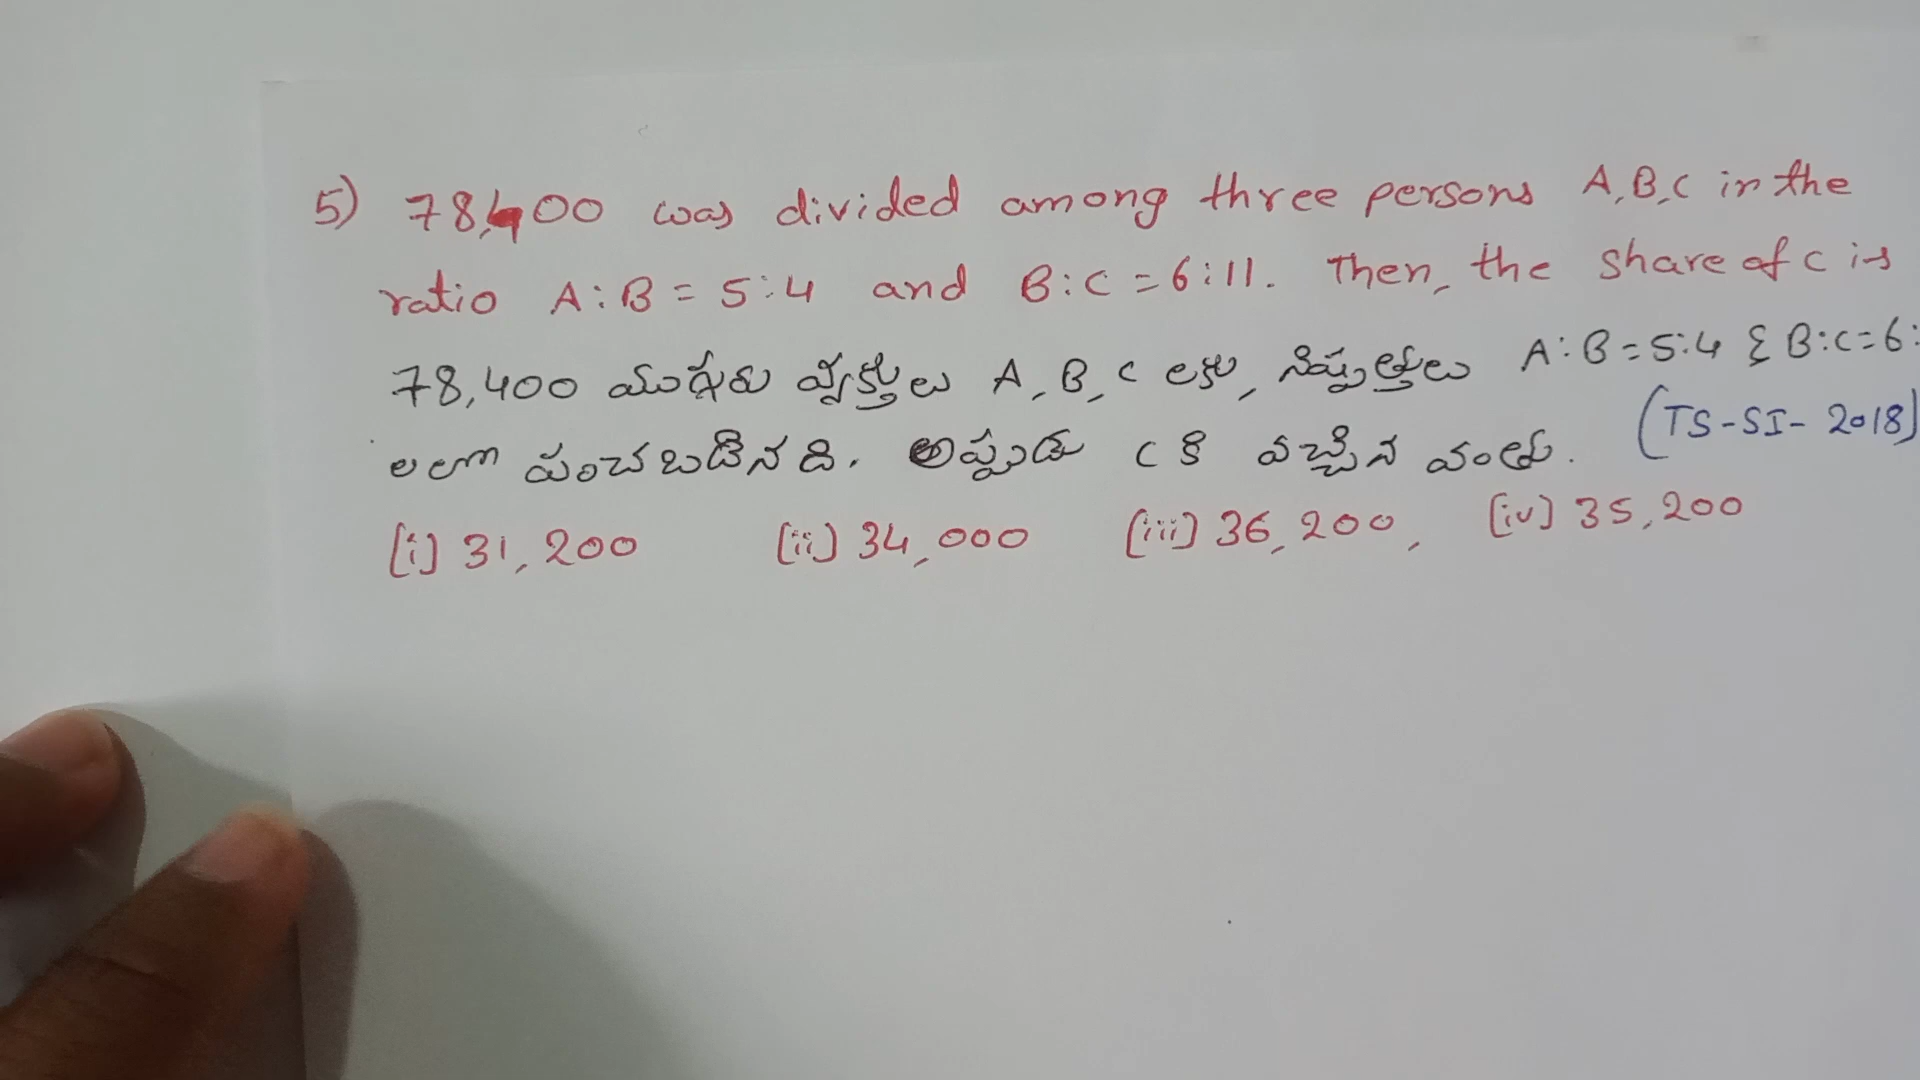 5) 78,400 was divided among three persons A,B,C in the
ratio A:B = 5:4 and B:C = 6:11. Then, the share of C is
78,400 ముగ్గురు వ్యక్తులు A, B, C లకు, నిష్పత్తులు A:B=5:4 & B:C=6:
లలో పంచబడినది. అప్పుడు C కి వచ్చిన వంతు. (TS-SI-2018)
(i) 31,200 (ii) 34,000 (iii) 36,200, (iv) 35,200